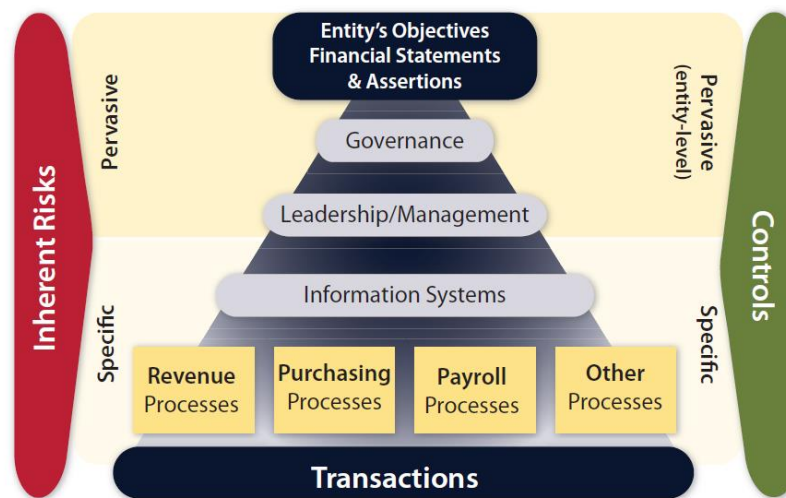 Entity's Objectives
Financial Statements
& Assertions
Pervasive
Pervasive
(entity-level)
Governance
Inherent Risks
Leadership/Management
Controls
Information Systems
Specific
Specific
Revenue
Processes
Purchasing
Processes
Payroll
Processes
Other
Processes
Transactions